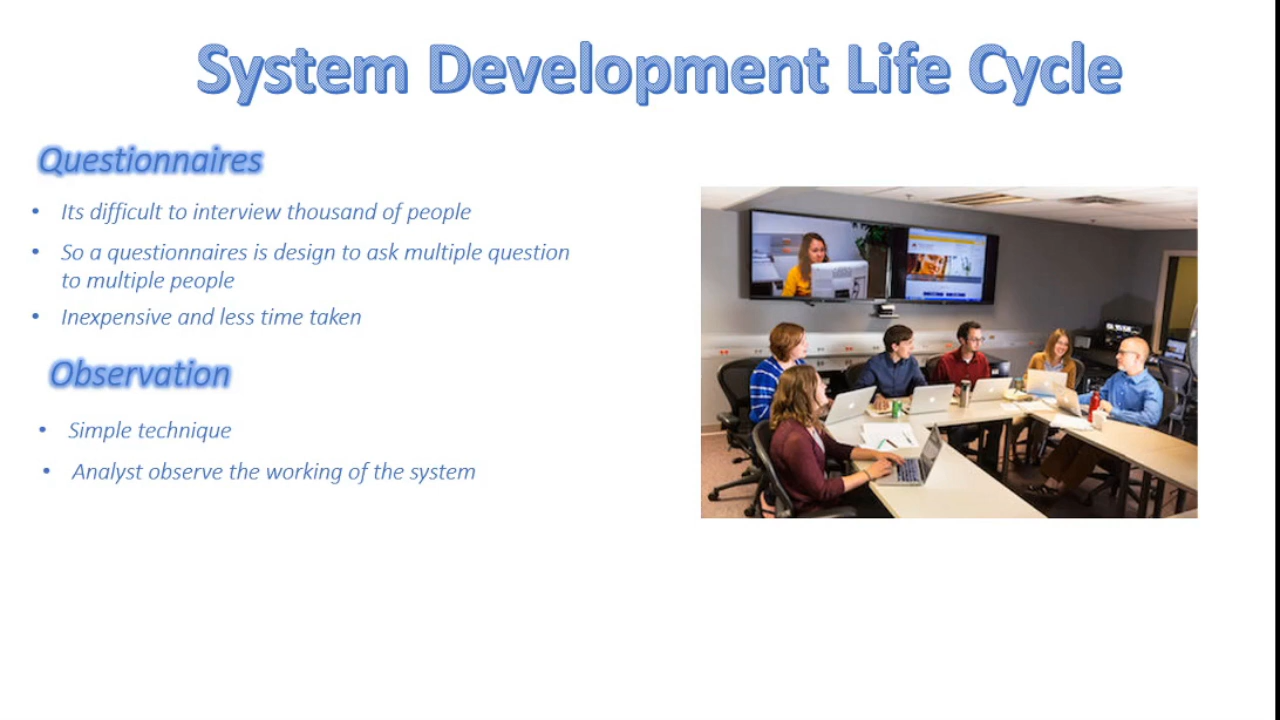 System Development Life Cycle
Questionnaires
• Its difficult to interview thousand of people
• So a questionnaires is design to ask multiple question
to multiple people
• Inexpensive and less time taken
Observation
• Simple technique
• Analyst observe the working of the system